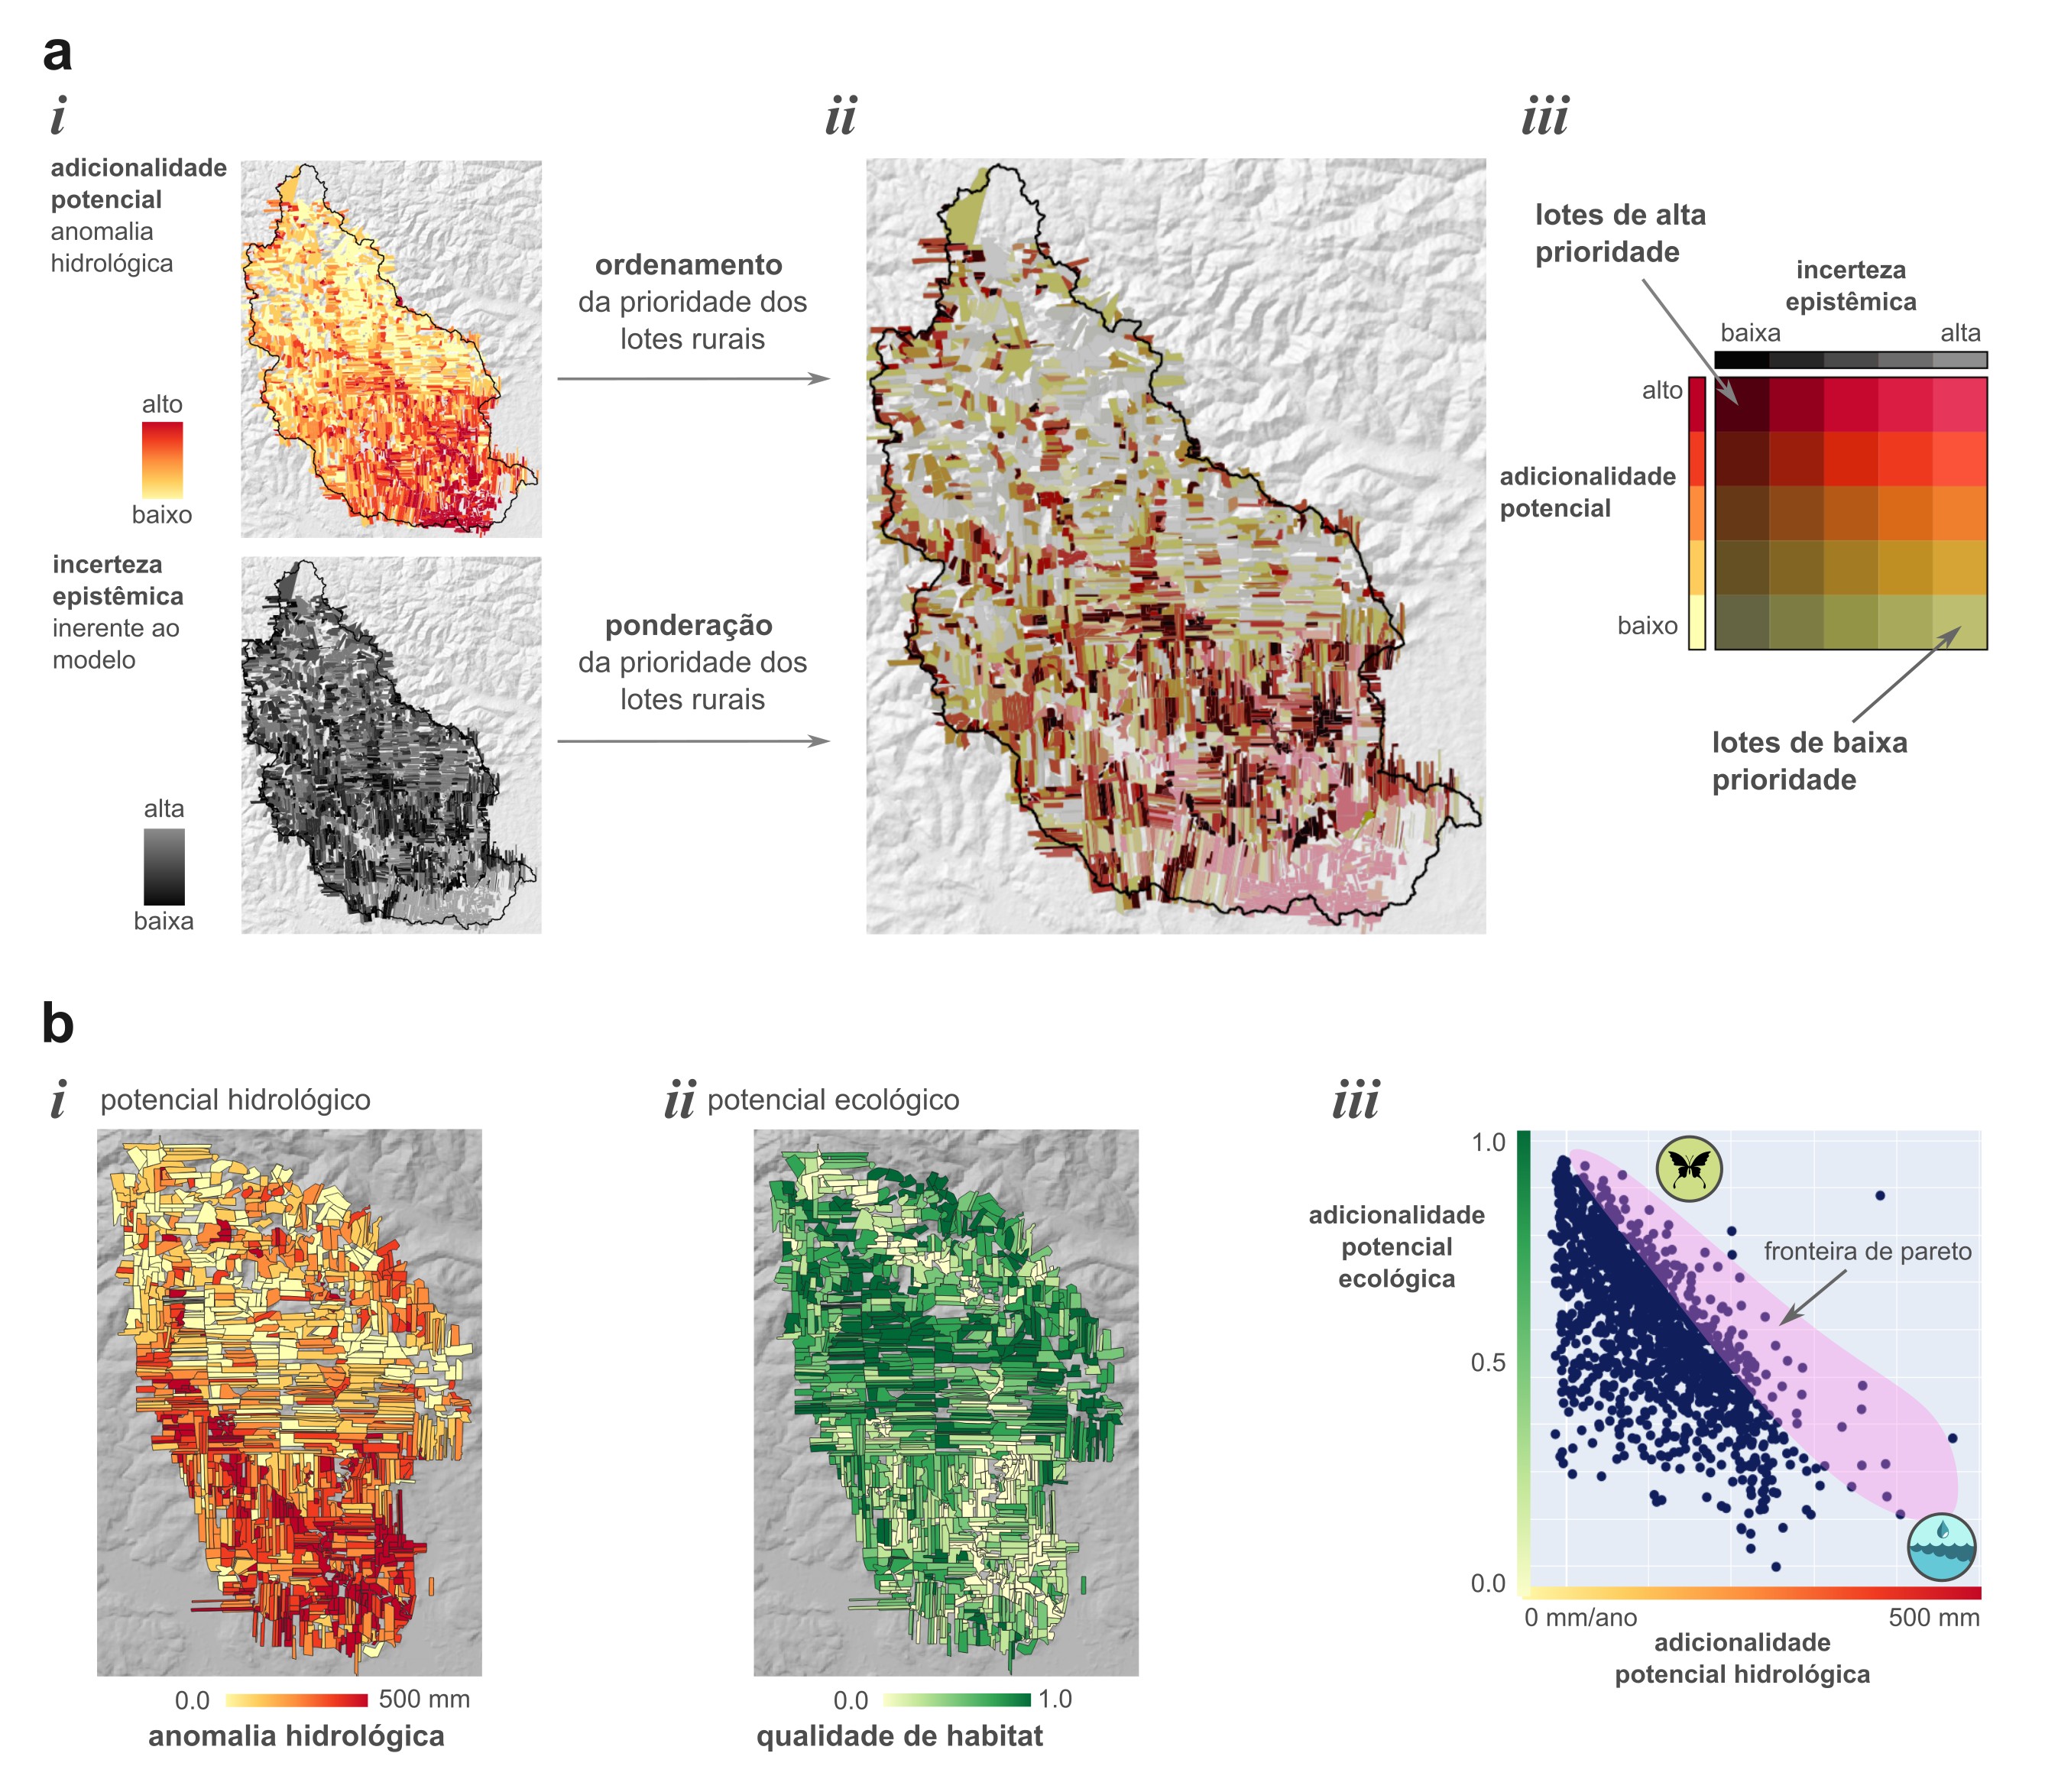 a
i
adicionalidade
potencial
anomalia
hidrológica
alto
baixo
incerteza
epistêmica
inerente ao
modelo
alta
baixa
ordenamento
da prioridade dos
lotes rurais
ponderação
da prioridade dos
lotes rurais
ii
iii
lotes de alta
prioridade
incerteza
epistêmica
baixa alta
alto
adicionalidade
potencial
baixo
lotes de baixa
prioridade
b
i potencial hidrológico
0.0 500 mm
anomalia hidrológica
ii potencial ecológico
0.0 1.0
qualidade de habitat
iii
1.0
adicionalidade
potencial
ecológica
fronteira de pareto
0.5
0.0
0 mm/ano 500 mm
adicionalidade
potencial hidrológica